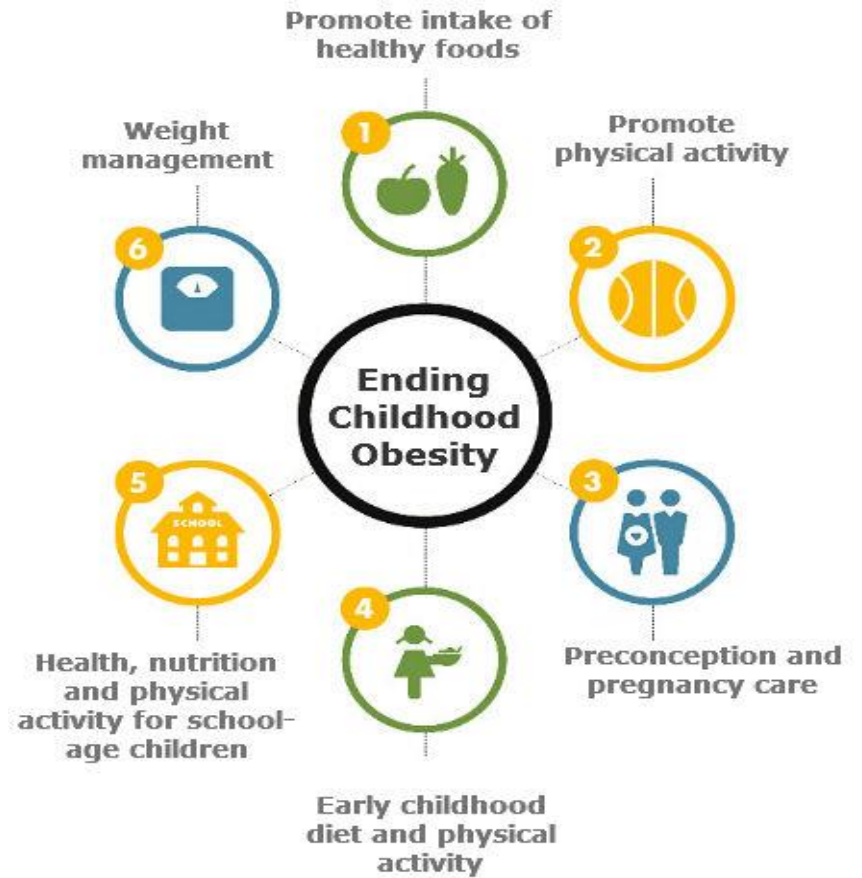 Promote intake of
healthy foods
1
Promote
physical activity
2
3
Preconception and
pregnancy care
4
Early childhood
diet and physical
activity
5
SCHOOL
Health, nutrition
and physical
activity for school-
age children
6
Weight
management
Ending
Childhood
Obesity